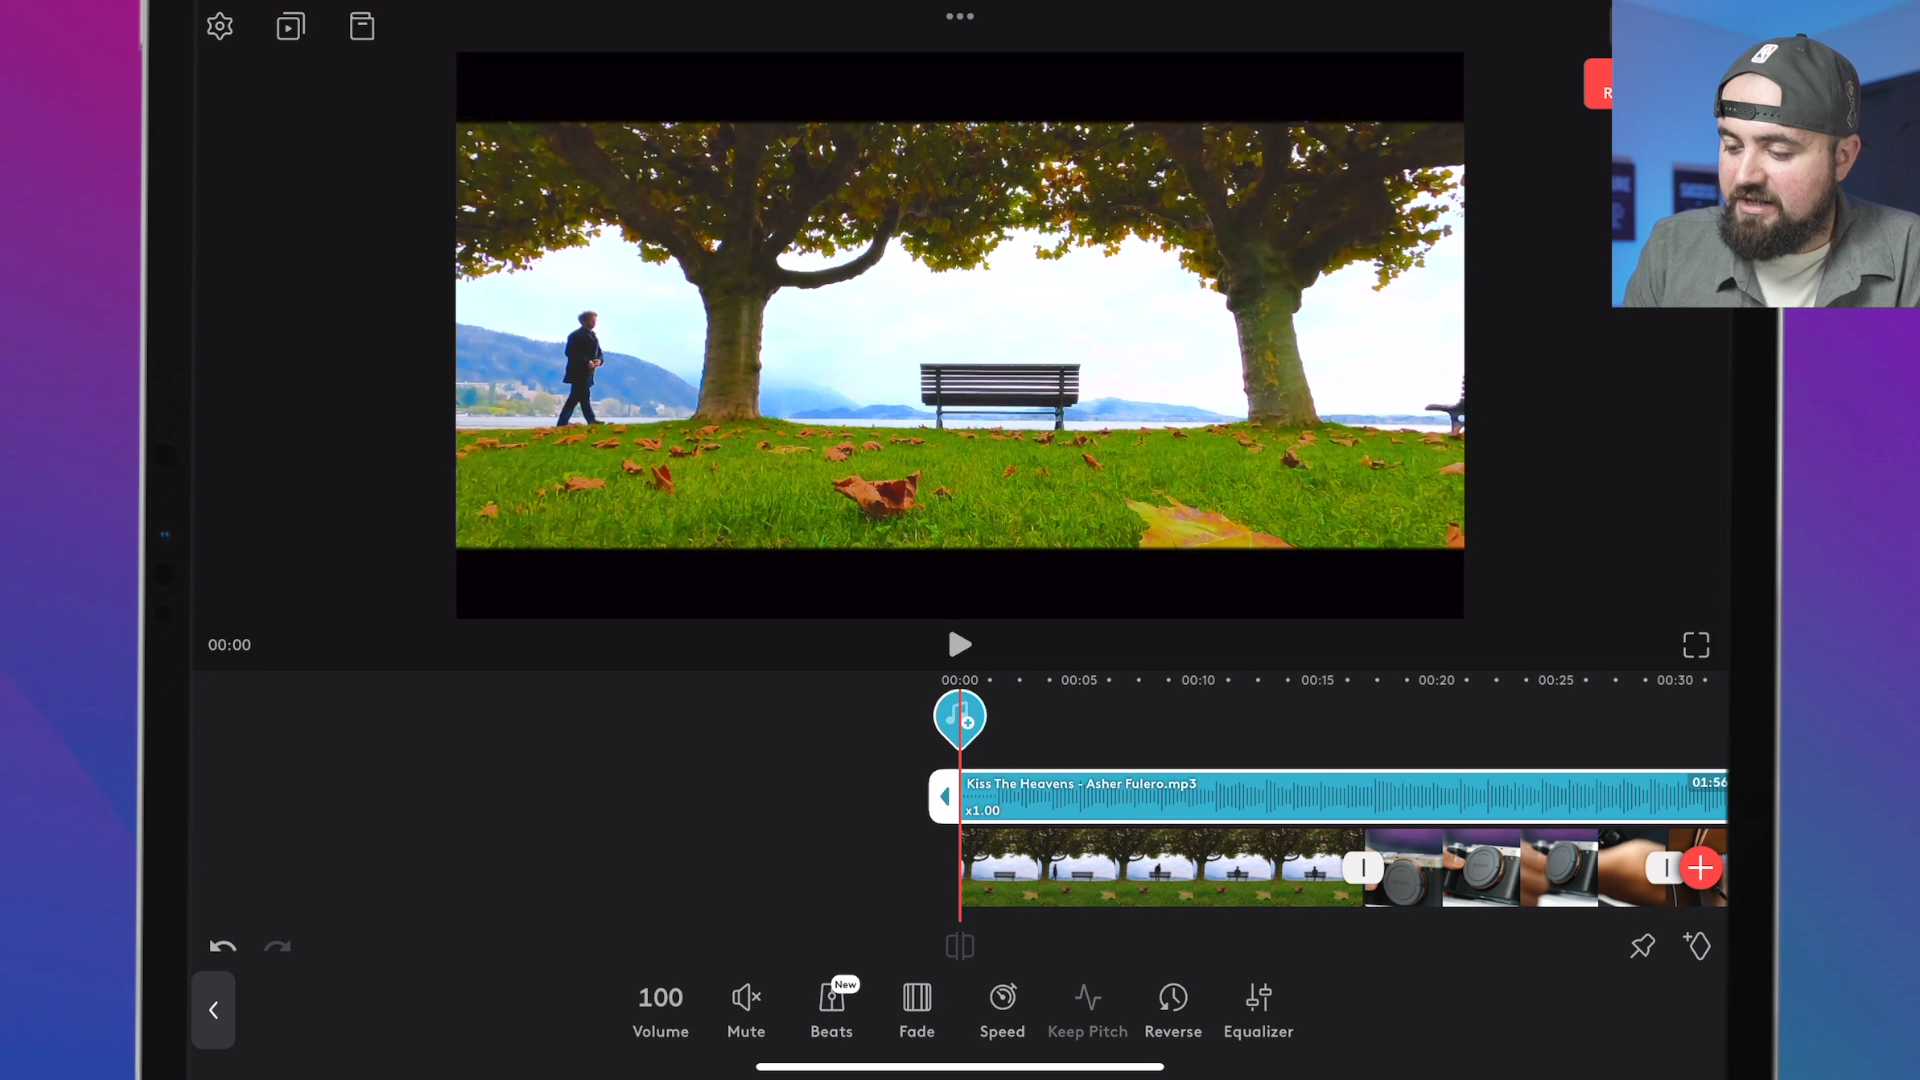 R
00:00
00:00 00:05 00:10 00:15 00:20 00:25 00:30
Kiss The Heavens - Asher Fulero.mp3 01:56
x1.00
New
100
Volume Mute Beats Fade Speed Keep Pitch Reverse Equalizer